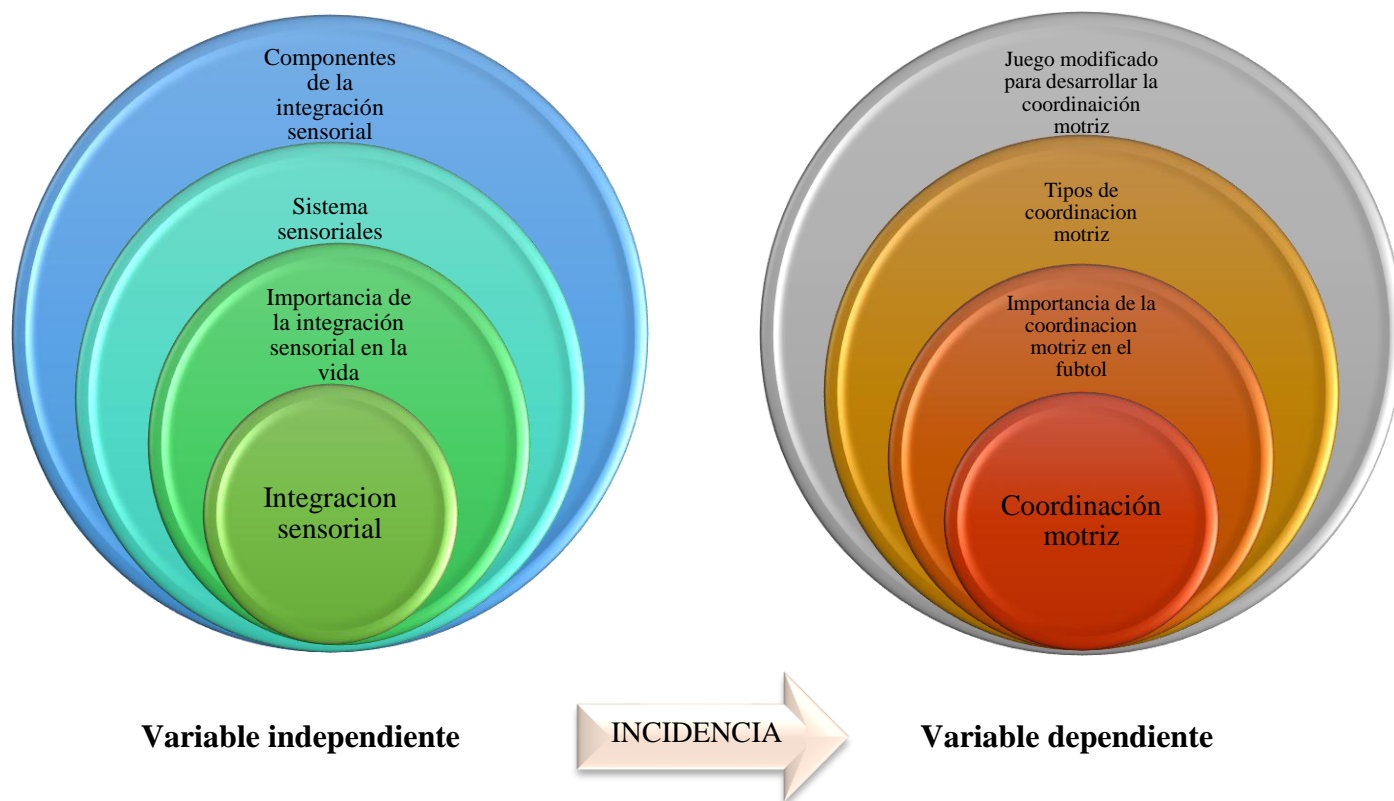 Componentes
de la
integración
sensorial
Sistema
sensoriales
Importancia de
la integración
sensorial en la
vida
Integracion
sensorial
Juego modificado
para desarrollar la
coordinaición
motriz
Tipos de
coordinacion
motriz
Importancia de la
coordinacion
motriz en el
fubtol
Coordinación
motriz
Variable independiente
INCIDENCIA
Variable dependiente